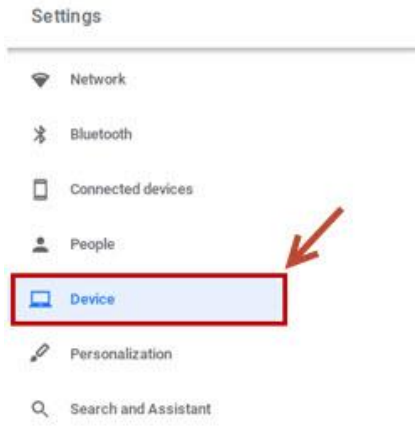 Settings
Network
Bluetooth
Connected devices
People
Device
Personalization
Search and Assistant